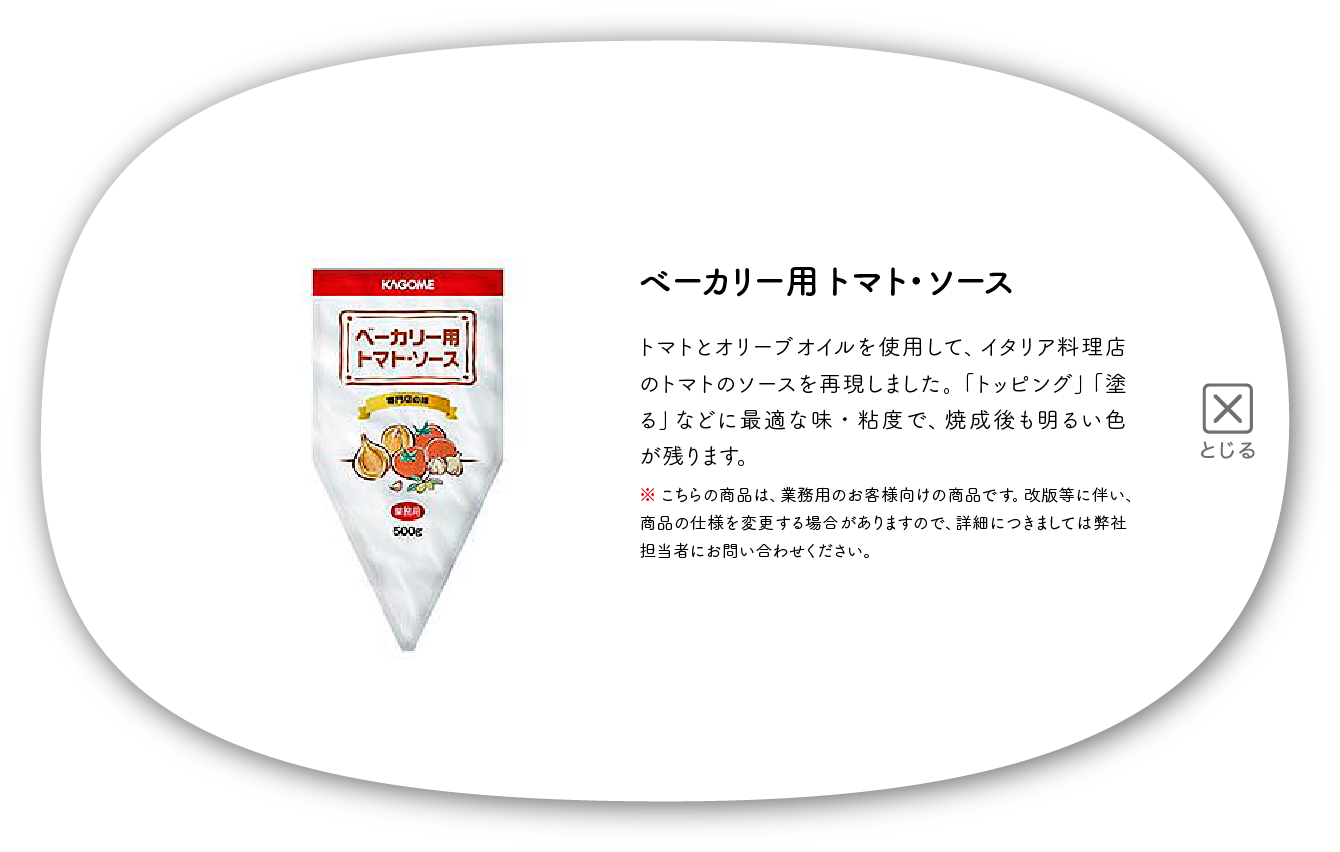 KAGOME
ベーカリー用
トマト・ソース
専門店の味
業務用
500g
ベーカリー用 トマト・ソース
トマトとオリーブオイルを使用して、イタリア料理店
のトマトのソースを再現しました。「トッピング」「塗
る」などに最適な味・粘度で、焼成後も明るい色
が残ります。
※ こちらの商品は、業務用のお客様向けの商品です。改版等に伴い、
商品の仕様を変更する場合がありますので、詳細につきましては弊社
担当者にお問い合わせください。
とじる